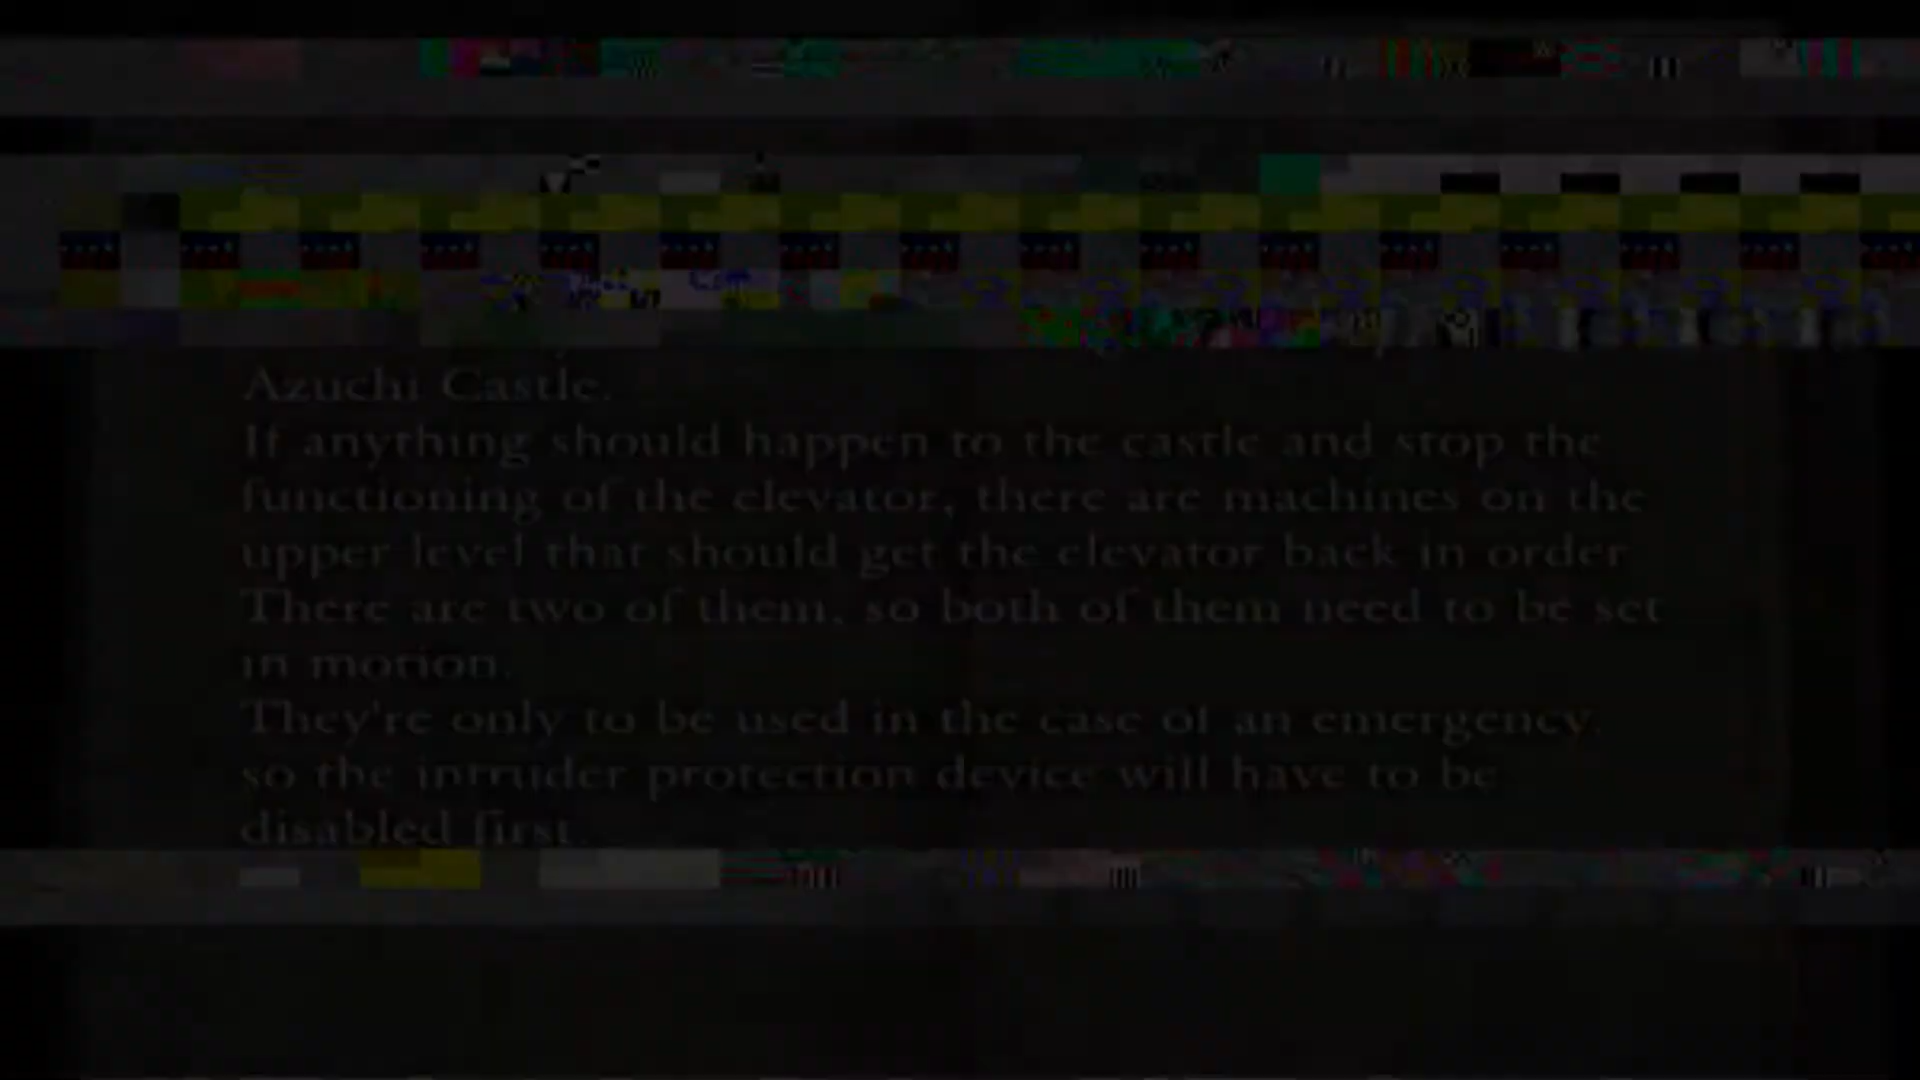 Azuchi Castle.
If anything should happen to the castle and stop the
functioning of the elevator, there are machines on the
upper level that should get the elevator back in order
There are two of them, so both of them need to be set
in motion.
They're only to be used in the case of an emergency,
so the intruder protection device will have to be
disabled first.